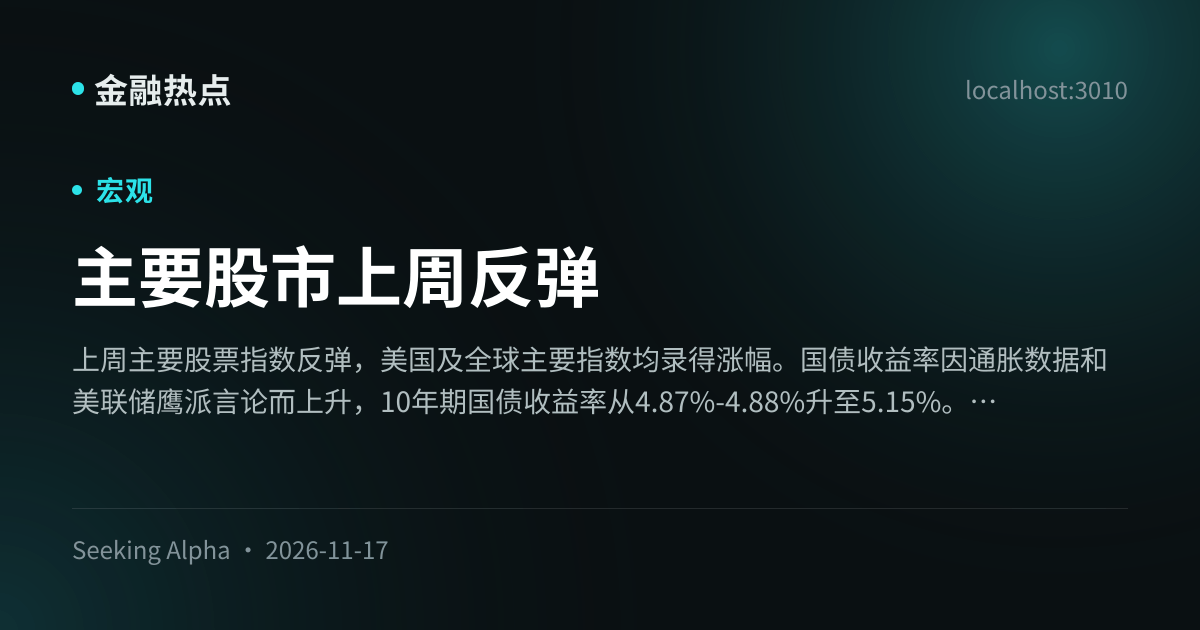 金融热点
localhost:3010
宏观
主要股市上周反弹
上周主要股票指数反弹，美国及全球主要指数均录得涨幅。国债收益率因通胀数据和
美联储鹰派言论而上升，10年期国债收益率从4.87%-4.88%升至5.15%。…
Seeking Alpha · 2026-11-17